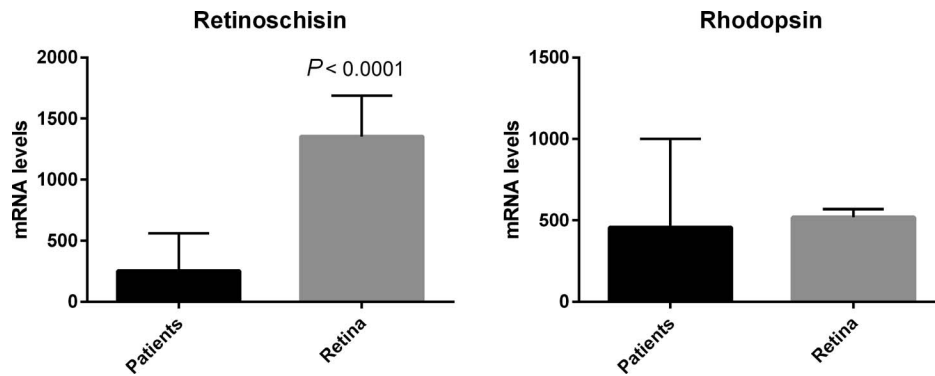 Retinoschisin
mRNA levels
2000
1500
1000
500
0
P < 0.0001
Patients
Retina
Rhodopsin
mRNA levels
1500
1000
500
0
Patients
Retina